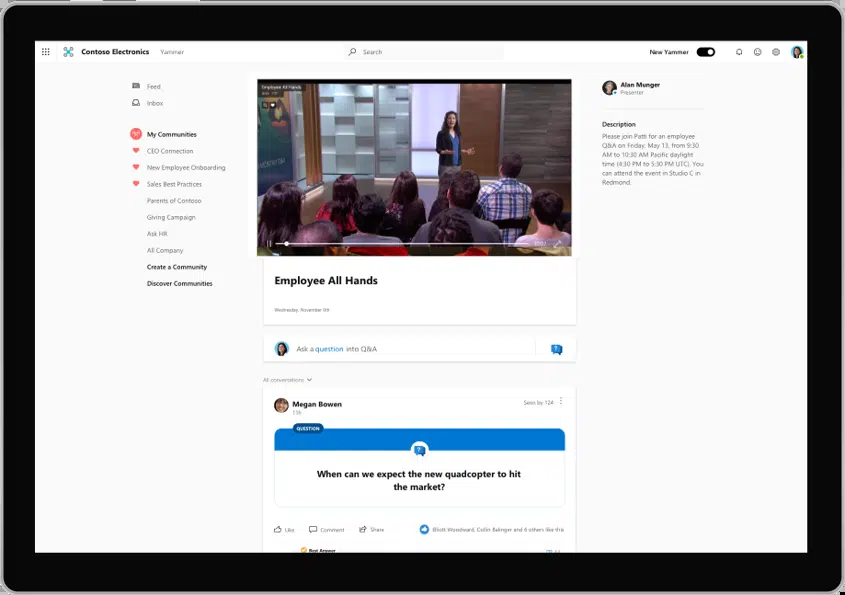 Contoso Electronics Yammer
Search
New Yammer
Feed
Inbox
My Communities
CEO Connection
New Employee Onboarding
Sales Best Practices
Parents of Contoso
Giving Campaign
Ask HR
All Company
Create a Community
Discover Communities
Employee All Hands
Employee All Hands
Wednesday, November 6th
Ask a question into Q&A
All conversations
Megan Bowen
Seen by 124
QUESTION
When can we expect the new quadcopter to hit
the market?
Like
Comment
Share
Elliott Woodward, Collin Balinger and 6 others like this
Best Answer
Alan Munger
Presenter
Description
Please join Patti for an employee
Q&A on Friday, May 13, from 9:30
AM to 10:30 AM Pacific daylight
time (4:30 PM to 5:30 PM UTC). You
can attend the event in Studio C in
Redmond.